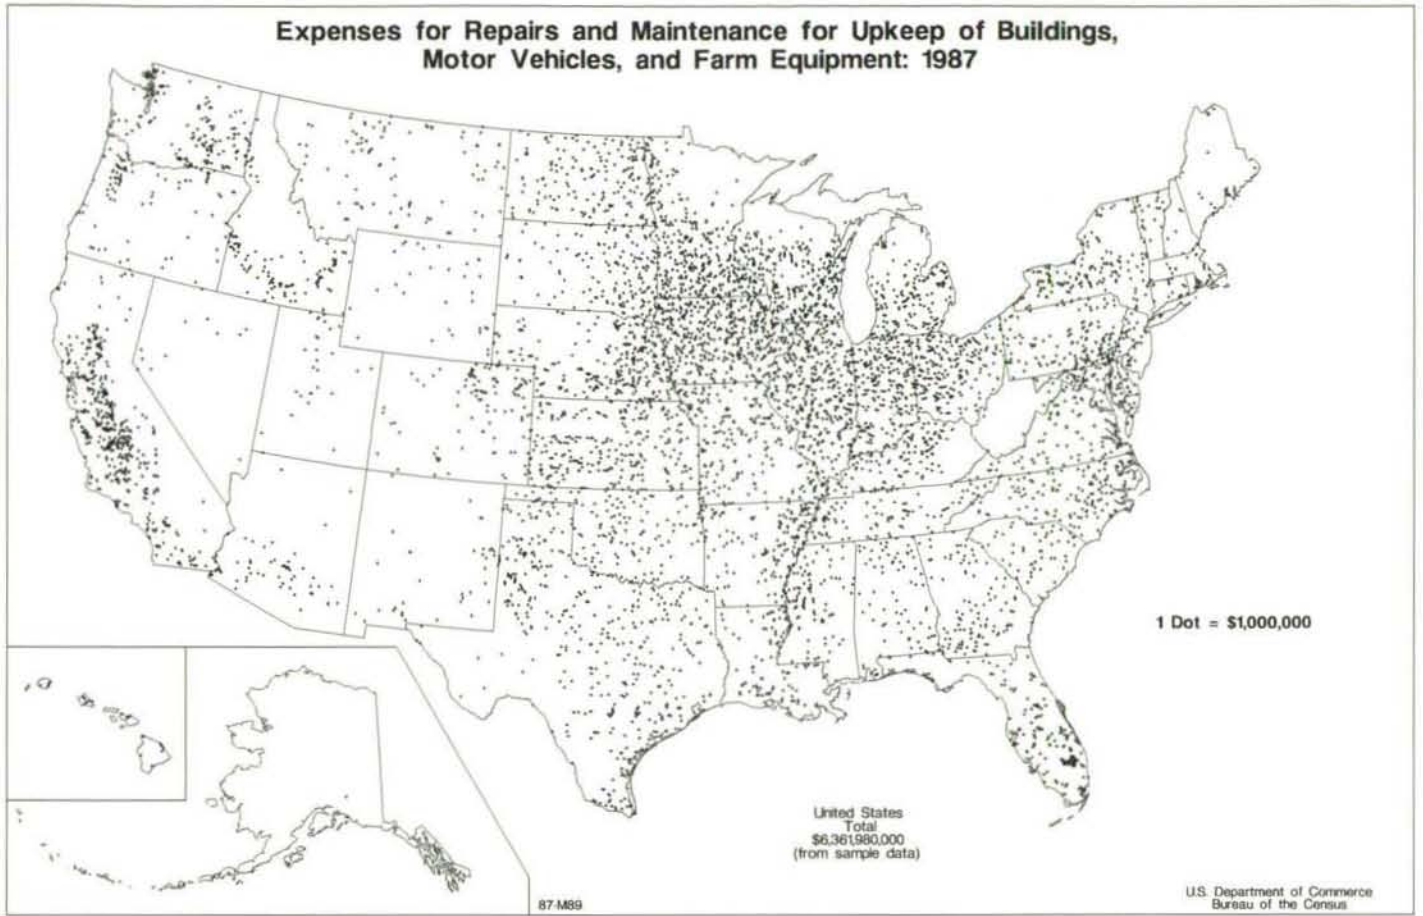 Expenses for Repairs and Maintenance for Upkeep of Buildings,
Motor Vehicles, and Farm Equipment: 1987
1 Dot = $1,000,000
United States
Total
$6,361,980,000
(from sample data)
87-M89
U.S. Department of Commerce
Bureau of the Census